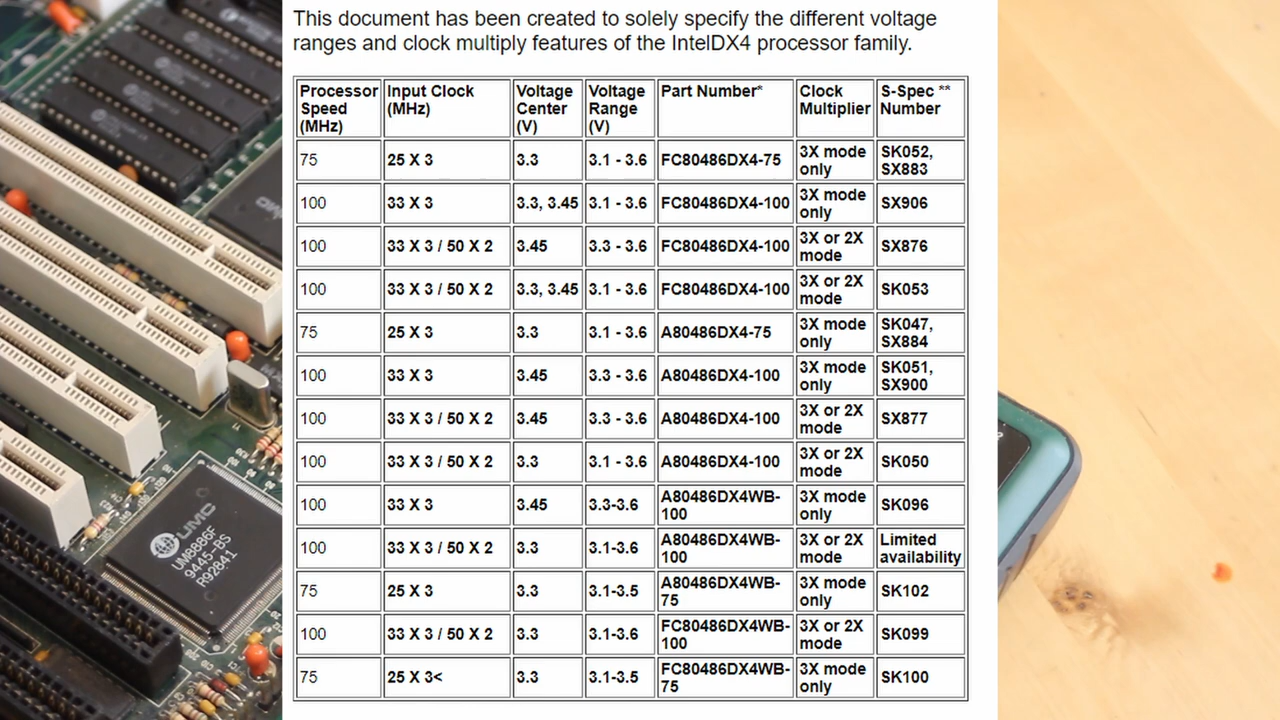 This document has been created to solely specify the different voltage
ranges and clock multiply features of the IntelDX4 processor family.
Processor Speed (MHz) Input Clock (MHz) Voltage Center (V) Voltage Range (V) Part Number* Clock Multiplier S-Spec ** Number
75 25 X 3 3.3 3.1 - 3.6 FC80486DX4-75 3X mode only SK052, SX883
100 33 X 3 3.3, 3.45 3.1 - 3.6 FC80486DX4-100 3X mode only SX906
100 33 X 3 / 50 X 2 3.45 3.3 - 3.6 FC80486DX4-100 3X or 2X mode SX876
100 33 X 3 / 50 X 2 3.3, 3.45 3.1 - 3.6 FC80486DX4-100 3X or 2X mode SK053
75 25 X 3 3.3 3.1 - 3.6 A80486DX4-75 3X mode only SK047, SX884
100 33 X 3 3.45 3.3 - 3.6 A80486DX4-100 3X mode only SK051, SX900
100 33 X 3 / 50 X 2 3.45 3.3 - 3.6 A80486DX4-100 3X or 2X mode SX877
100 33 X 3 / 50 X 2 3.3 3.1 - 3.6 A80486DX4-100 3X or 2X mode SK050
100 33 X 3 3.45 3.3-3.6 A80486DX4WB-100 3X mode only SK096
100 33 X 3 / 50 X 2 3.3 3.1-3.6 A80486DX4WB-100 3X or 2X mode Limited availability
75 25 X 3 3.3 3.1-3.5 A80486DX4WB-75 3X mode only SK102
100 33 X 3 / 50 X 2 3.3 3.1-3.6 FC80486DX4WB-100 3X or 2X mode SK099
75 25 X 3< 3.3 3.1-3.5 FC80486DX4WB-75 3X mode only SK100
UMC
UM8886F
9445-BS
R92841